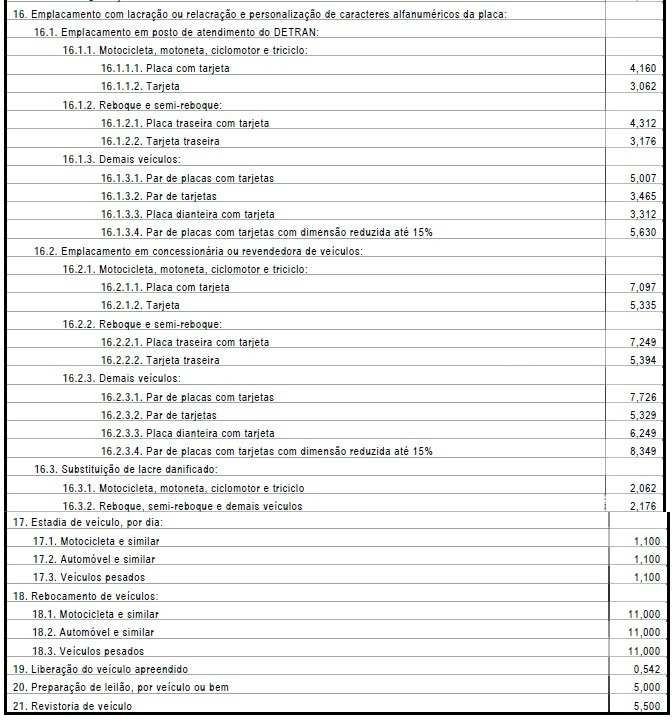 16. Emplacamento com lacração ou relacração e personalização de caracteres alfanuméricos da placa:
16.1. Emplacamento em posto de atendimento do DETRAN:
16.1.1. Motocicleta, motoneta, ciclomotor e triciclo:
16.1.1.1. Placa com tarjeta 4,160
16.1.1.2. Tarjeta 3,062
16.1.2. Reboque e semi-reboque:
16.1.2.1. Placa traseira com tarjeta 4,312
16.1.2.2. Tarjeta traseira 3,176
16.1.3. Demais veículos:
16.1.3.1. Par de placas com tarjetas 5,007
16.1.3.2. Par de tarjetas 3,465
16.1.3.3. Placa dianteira com tarjeta 3,312
16.1.3.4. Par de placas com tarjetas com dimensão reduzida até 15% 5,630
16.2. Emplacamento em concessionária ou revendedora de veículos:
16.2.1. Motocicleta, motoneta, ciclomotor e triciclo:
16.2.1.1. Placa com tarjeta 7,097
16.2.1.2. Tarjeta 5,335
16.2.2. Reboque e semi-reboque:
16.2.2.1. Placa traseira com tarjeta 7,249
16.2.2.2. Tarjeta traseira 5,394
16.2.3. Demais veículos:
16.2.3.1. Par de placas com tarjetas 7,726
16.2.3.2. Par de tarjetas 5,329
16.2.3.3. Placa dianteira com tarjeta 6,249
16.2.3.4. Par de placas com tarjetas com dimensão reduzida até 15% 8,349
16.3. Substituição de lacre danificado:
16.3.1. Motocicleta, motoneta, ciclomotor e triciclo 2,062
16.3.2. Reboque, semi-reboque e demais veículos 2,176
17. Estadia de veículo, por dia:
17.1. Motocicleta e similar 1,100
17.2. Automóvel e similar 1,100
17.3. Veículos pesados 1,100
18. Rebocamento de veículos:
18.1. Motocicleta e similar 11,000
18.2. Automóvel e similar 11,000
18.3. Veículos pesados 11,000
19. Liberação do veículo apreendido 0,542
20. Preparação de leilão, por veículo ou bem 5,000
21. Revistoria de veículo 5,500